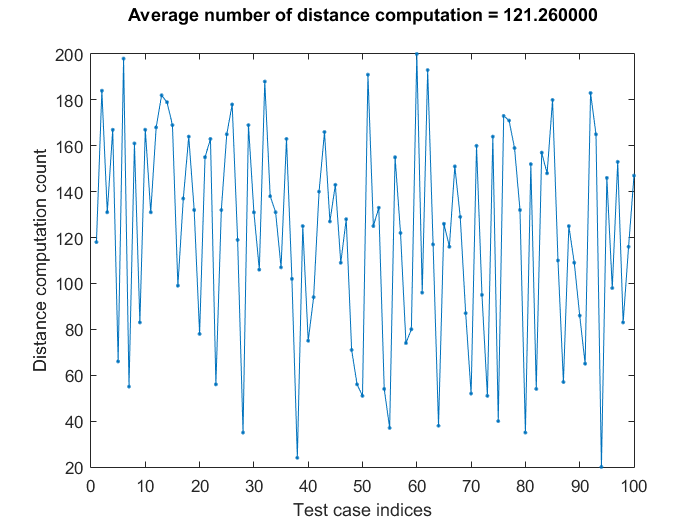 Average number of distance computation = 121.260000
200
180
160
140
120
100
80
60
40
20
Distance computation count
0 10 20 30 40 50 60 70 80 90 100
Test case indices